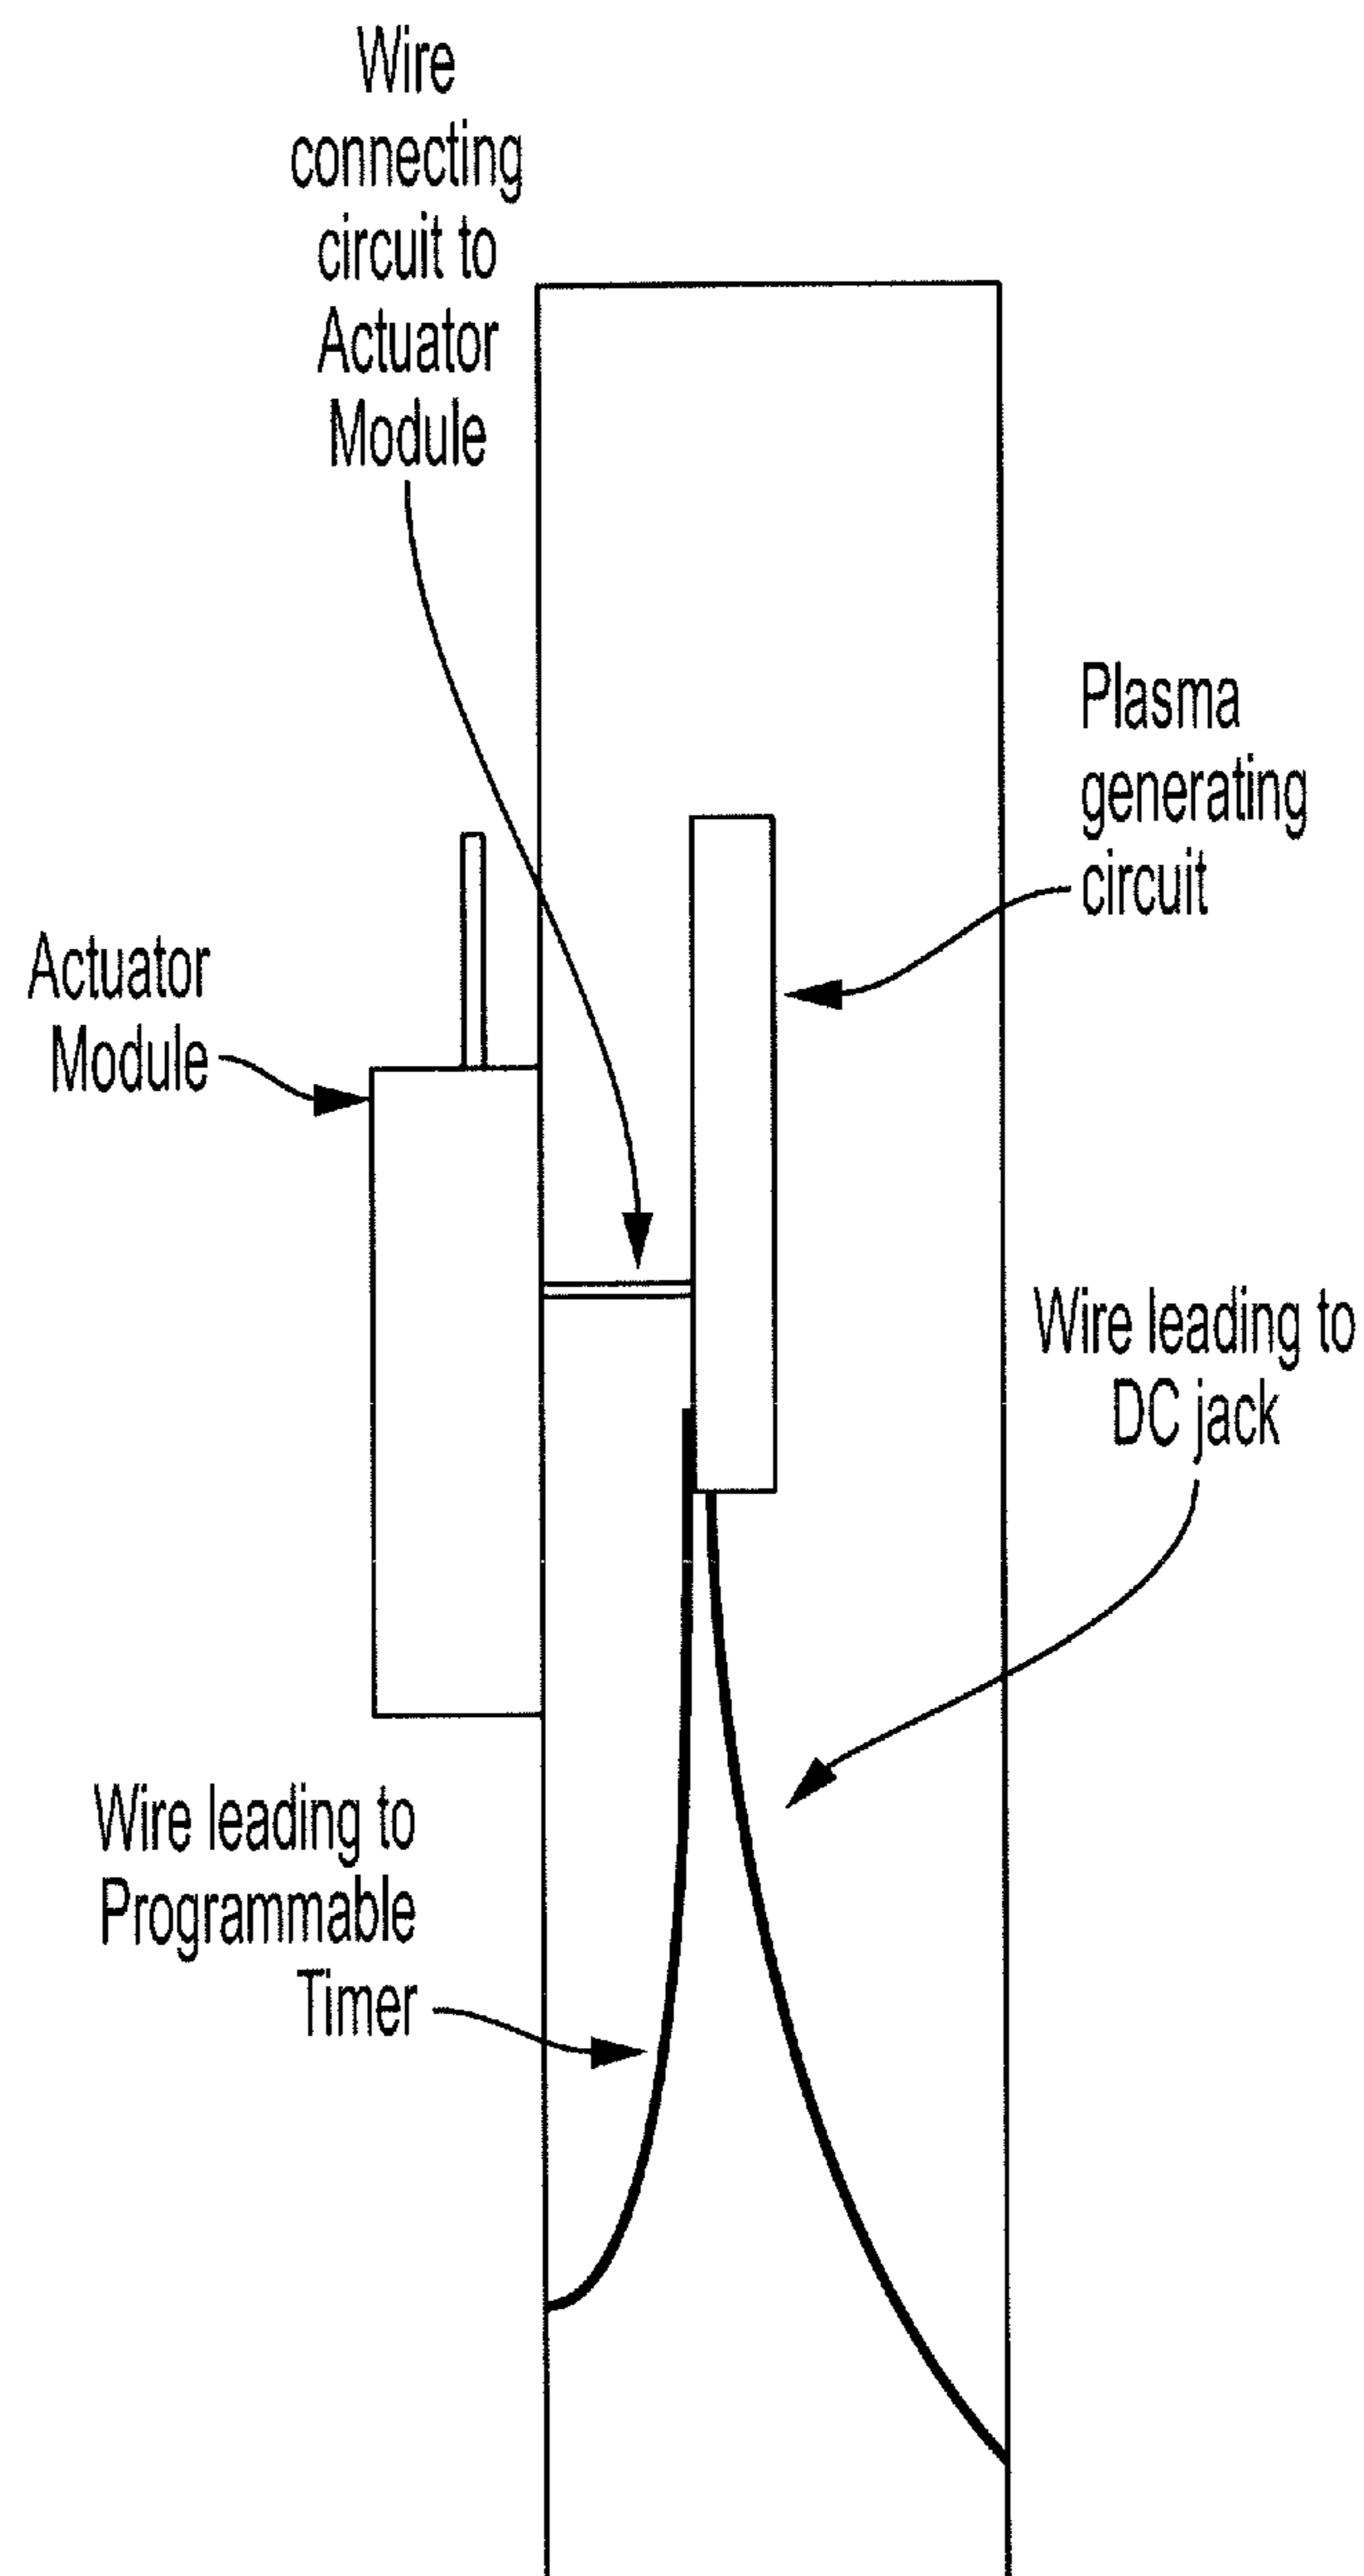 Wire
connecting
circuit to
Actuator
Module
Plasma
generating
circuit
Actuator
Module
Wire leading to
DC jack
Wire leading to
Programmable
Timer